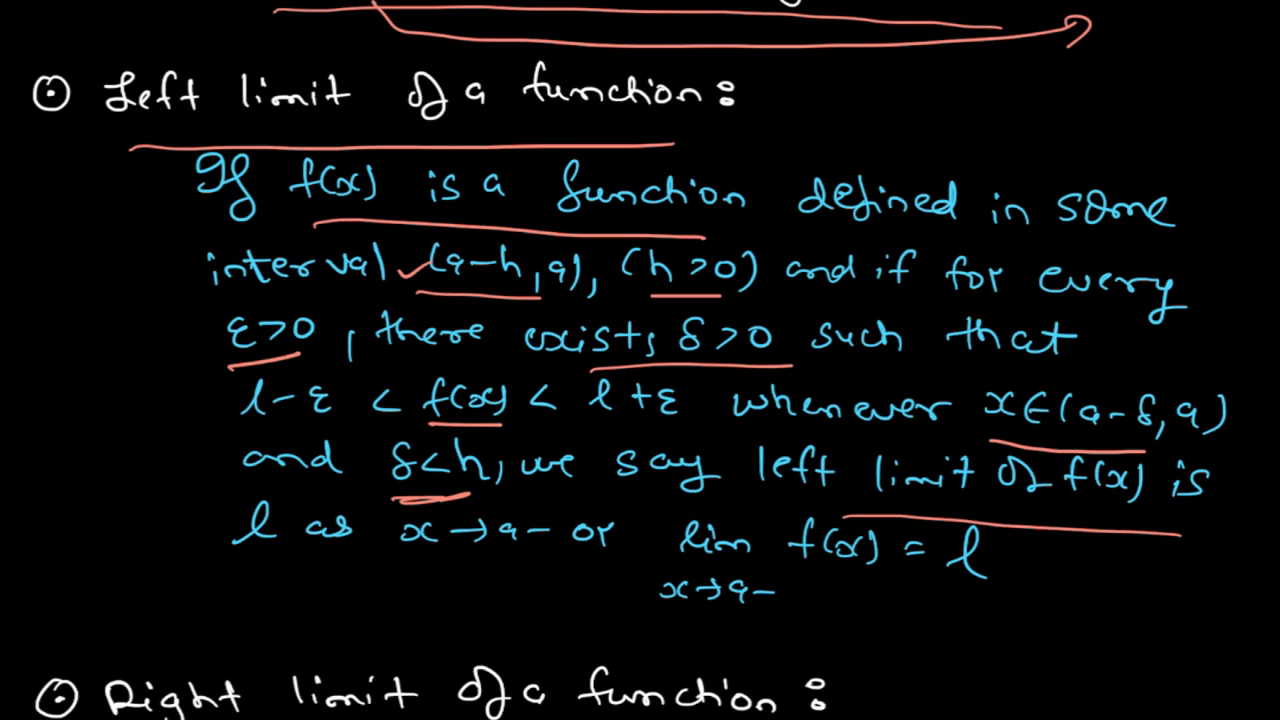 ⊙ Left limit of a function:
If f(x) is a function defined in some
interval (a-h, a), (h>0) and if for every
ε>0, there exists δ>0 such that
l-ε < f(x) < l+ε whenever x∈(a-δ, a)
and δ<h, we say left limit of f(x) is
l as x→a- or lim f(x) = l
x→a-
⊙ Right limit of a function: